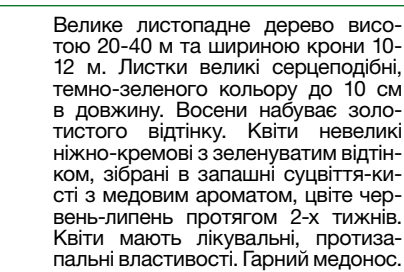 Велике листопадне дерево висо-
тою 20-40 м та шириною крони 10-
12 м. Листки великі серцеподібні,
темно-зеленого кольору до 10 см
в довжину. Восени набуває золо-
тистого відтінку. Квіти невеликі
ніжно-кремові з зеленуватим відтін-
ком, зібрані в запашні суцвіття-ки-
сті з медовим ароматом, цвіте чер-
вень-липень протягом 2-х тижнів.
Квіти мають лікувальні, протиза-
пальні властивості. Гарний медонос.